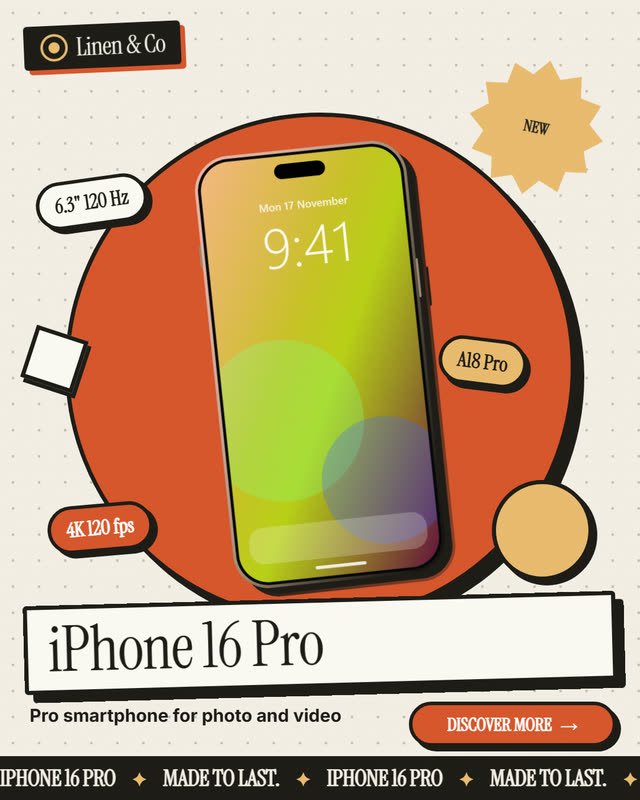 Linen & Co
NEW
6.3" 120 Hz
Mon 17 November
9:41
A18 Pro
4K 120 fps
iPhone 16 Pro
Pro smartphone for photo and video
DISCOVER MORE →
IPHONE 16 PRO ✦ MADE TO LAST. ✦ IPHONE 16 PRO ✦ MADE TO LAST. ✦